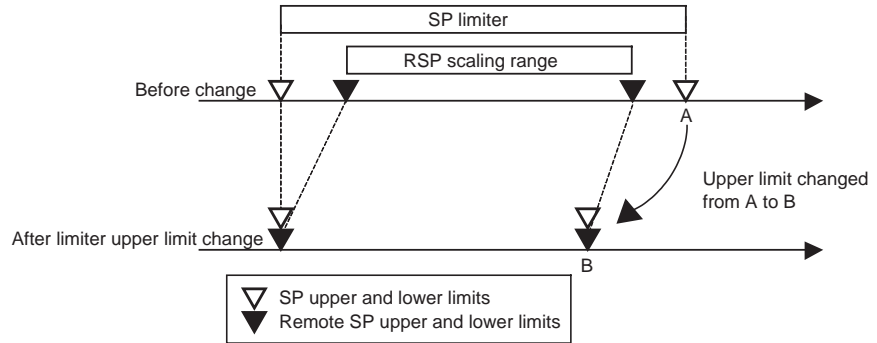 SP limiter
RSP scaling range
Before change
A
Upper limit changed
from A to B
After limiter upper limit change
B
SP upper and lower limits
Remote SP upper and lower limits